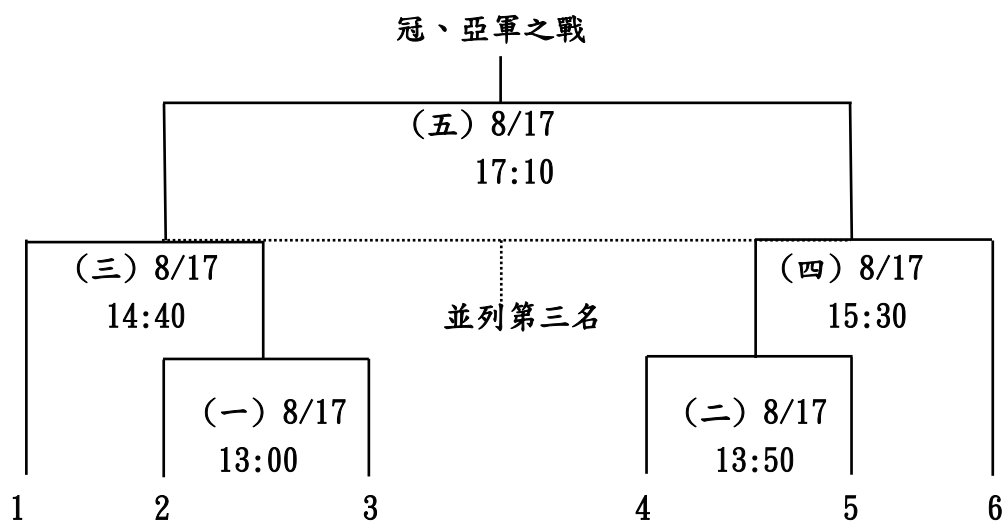 冠、亞軍之戰
（五）8/17
17:10
（三）8/17
14:40
並列第三名
（四）8/17
15:30
（一）8/17
13:00
（二）8/17
13:50
1 2 3 4 5 6